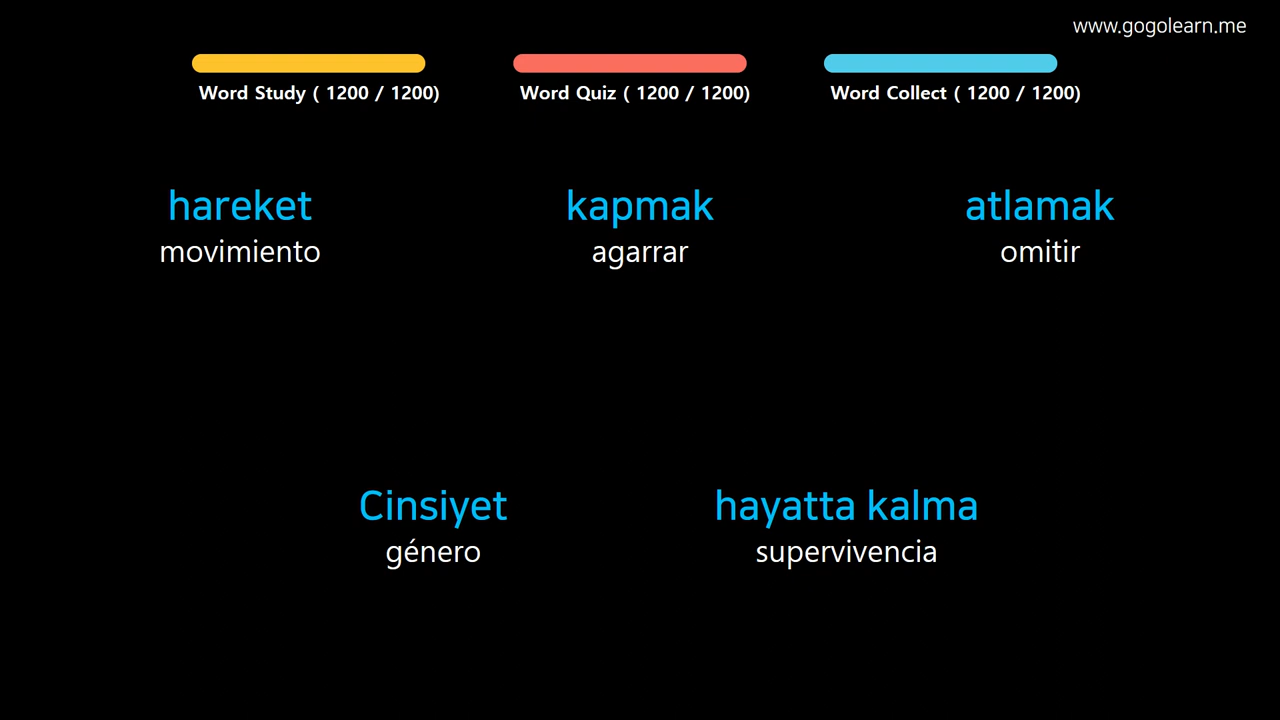 www.gogolearn.me
Word Study ( 1200 / 1200)
Word Quiz ( 1200 / 1200)
Word Collect ( 1200 / 1200)
hareket
movimiento
kapmak
agarrar
atlamak
omitir
Cinsiyet
género
hayatta kalma
supervivencia